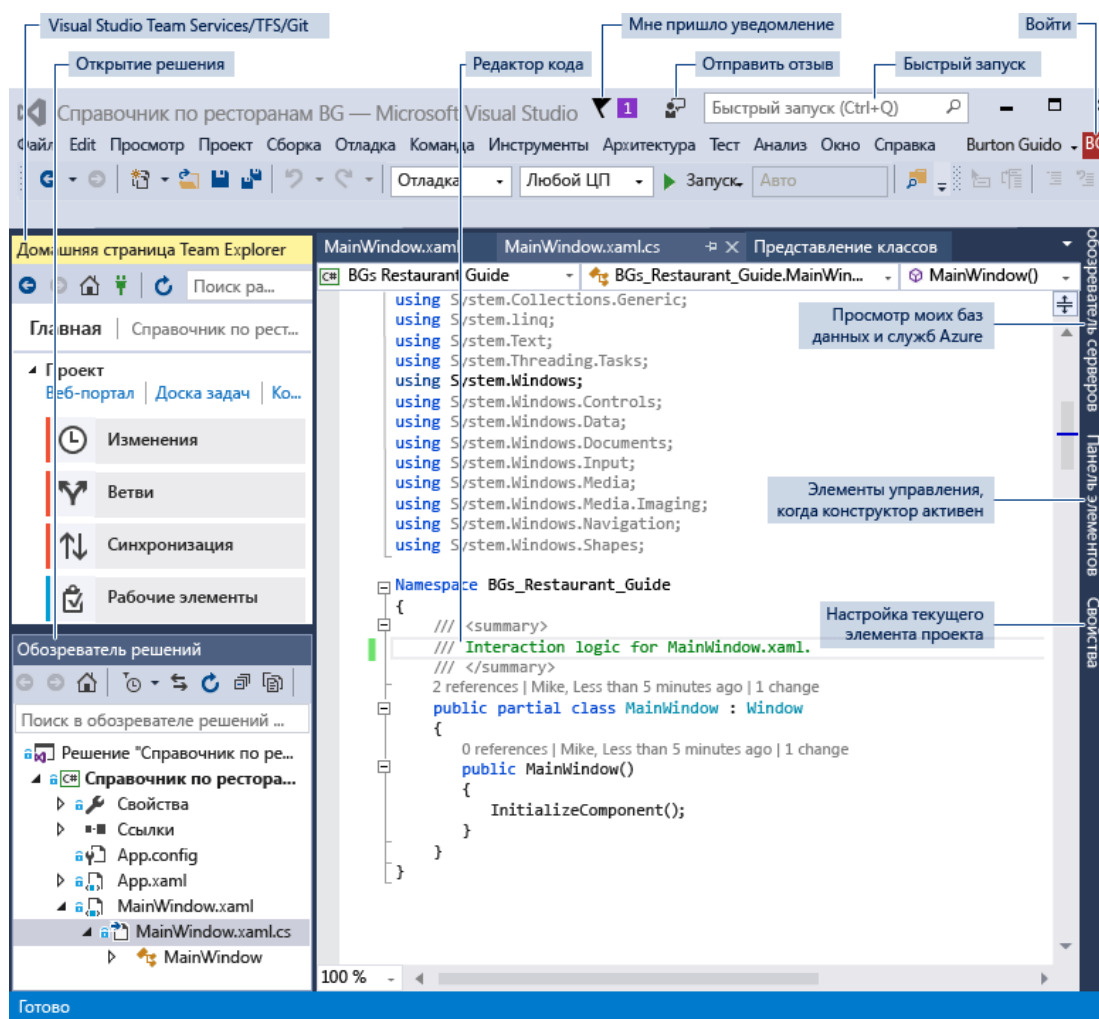 Visual Studio Team Services/TFS/Git
Мне пришло уведомление
Войти
Открытие решения
Редактор кода
Отправить отзыв
Быстрый запуск
Справочник по ресторанам BG — Microsoft Visual Studio
1
Быстрый запуск (Ctrl+Q)
Файл Edit Просмотр Проект Сборка Отладка Команда Инструменты Архитектура Тест Анализ Окно Справка Burton Guido BG
Отладка
Любой ЦП
Запуск
Авто
Домашняя страница Team Explorer
Поиск ра...
Главная | Справочник по рест...
Проект
Веб-портал | Доска задач | Ко...
Изменения
Ветви
Синхронизация
Рабочие элементы
Обозреватель решений
Поиск в обозревателе решений ...
Решение "Справочник по ре...
C# Справочник по рестора...
Свойства
Ссылки
App.config
App.xaml
MainWindow.xaml
MainWindow.xaml.cs
MainWindow
MainWindow.xaml
MainWindow.xaml.cs
Представление классов
C# BGs Restaurant Guide
BGs_Restaurant_Guide.MainWin...
MainWindow()
using System.Collections.Generic;
using System.linq;
using System.Text;
using System.Threading.Tasks;
using System.Windows;
using System.Windows.Controls;
using System.Windows.Data;
using System.Windows.Documents;
using System.Windows.Input;
using System.Windows.Media;
using System.Windows.Media.Imaging;
using System.Windows.Navigation;
using System.Windows.Shapes;
Namespace BGs_Restaurant_Guide
{
/// <summary>
/// Interaction logic for MainWindow.xaml.
/// </summary>
2 references | Mike, Less than 5 minutes ago | 1 change
public partial class MainWindow : Window
{
0 references | Mike, Less than 5 minutes ago | 1 change
public MainWindow()
{
InitializeComponent();
}
}
}
100 %
Просмотр моих баз
данных и служб Azure
Элементы управления,
когда конструктор активен
Настройка текущего
элемента проекта
обозреватель серверов
Панель элементов
Свойства
Готово